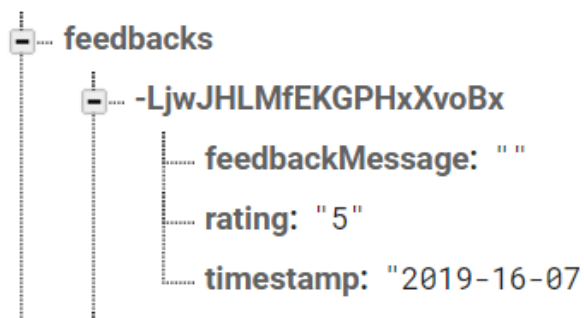 feedbacks
-LjwJHLMfEKGPHxXvoBx
feedbackMessage: ""
rating: "5"
timestamp: "2019-16-07